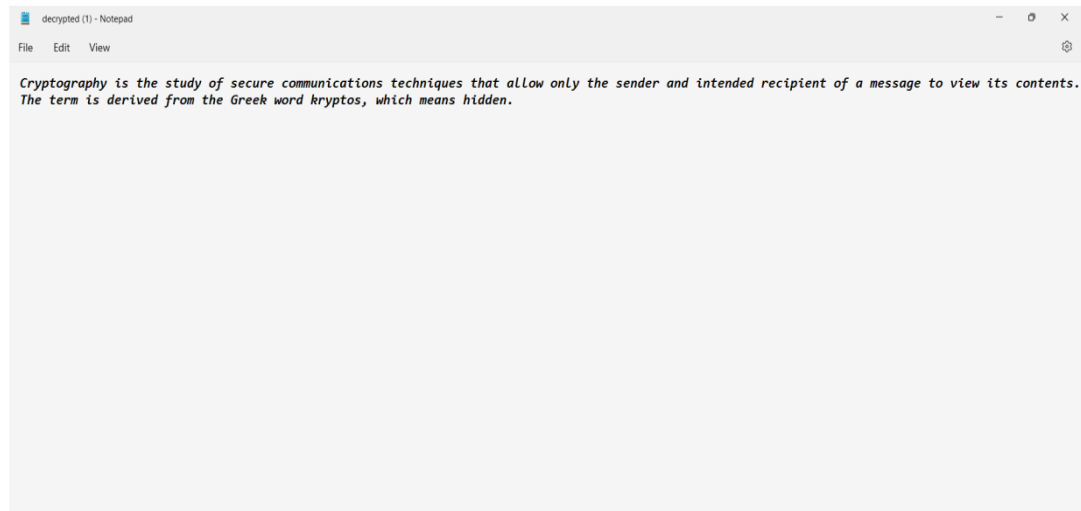 decrypted (1) - Notepad
File Edit View
Cryptography is the study of secure communications techniques that allow only the sender and intended recipient of a message to view its contents.
The term is derived from the Greek word kryptos, which means hidden.